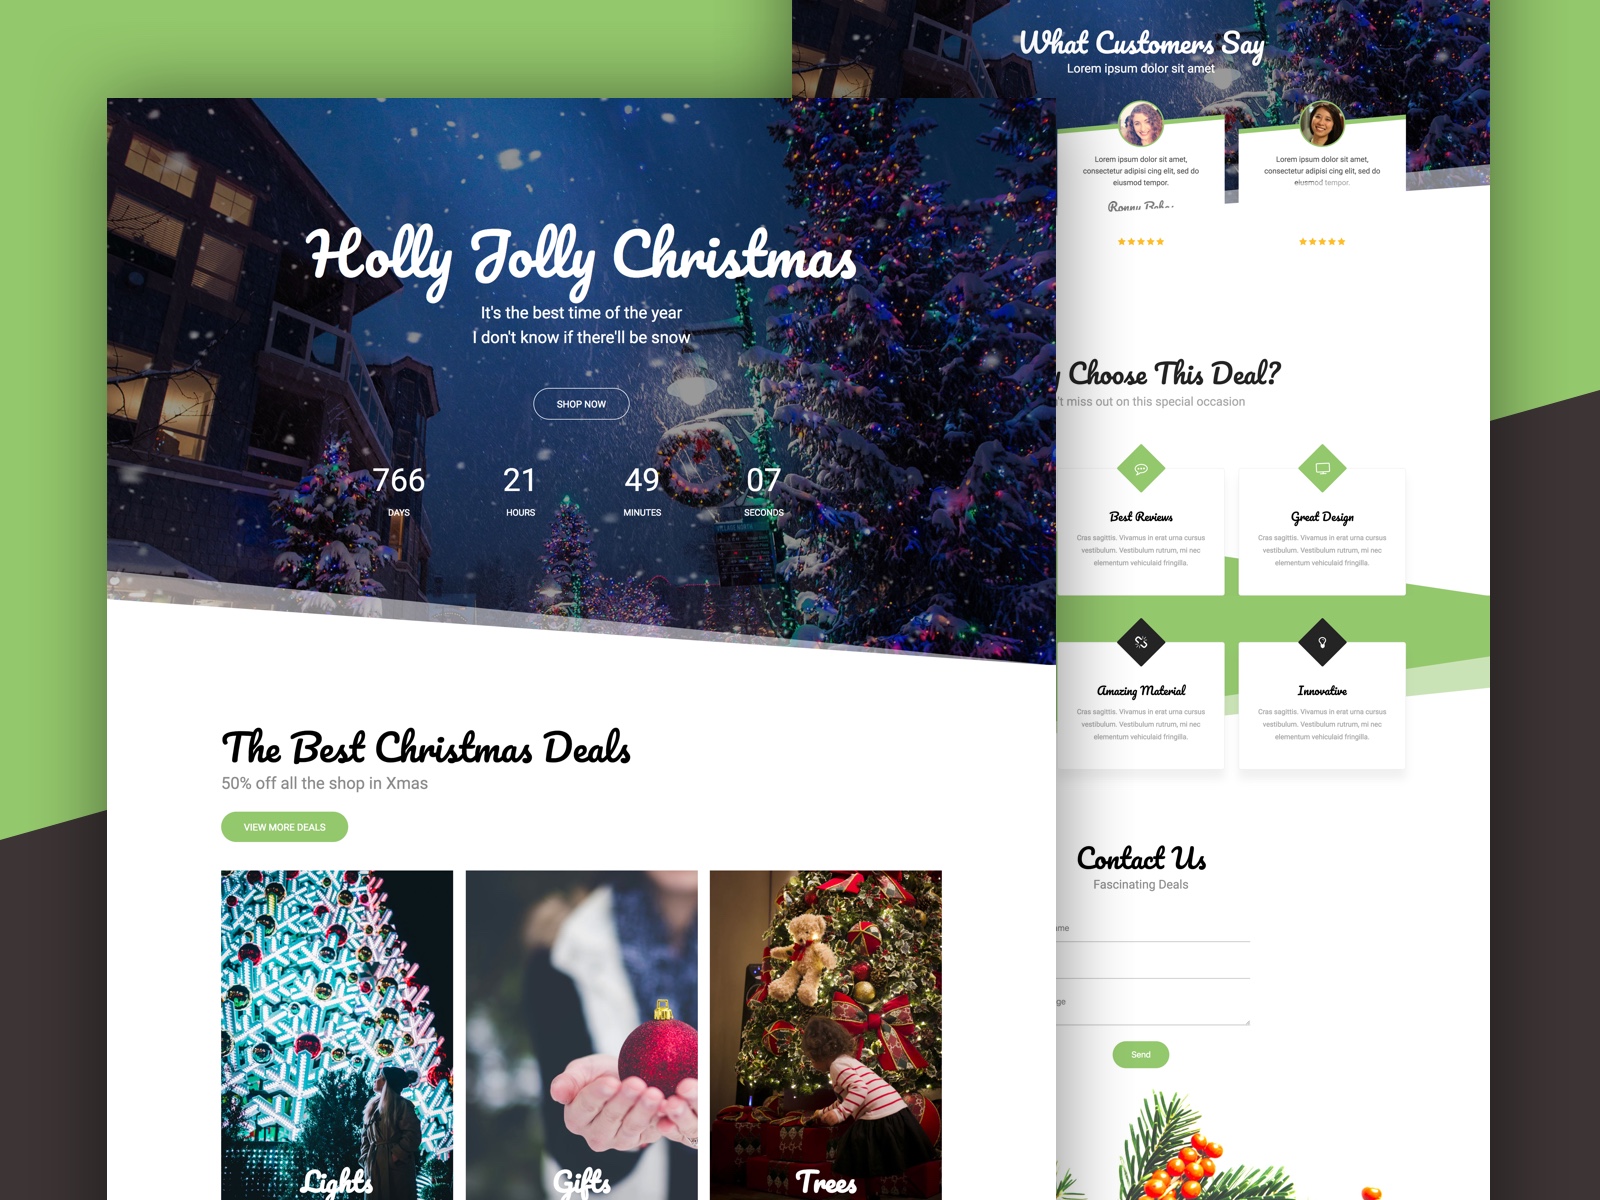 Holly Jolly Christmas
It's the best time of the year
I don't know if there'll be snow
SHOP NOW
766 21 49 07
DAYS HOURS MINUTES SECONDS
The Best Christmas Deals
50% off all the shop in Xmas
VIEW MORE DEALS
Lights Gifts Trees
What Customers Say
Lorem ipsum dolor sit amet
Lorem ipsum dolor sit amet,
consectetur adipisi cing elit, sed do
eiusmod tempor.
Ronny
Lorem ipsum dolor sit amet,
consectetur adipisi cing elit, sed do
eiusmod tempor.
Choose This Deal?
't miss out on this special occasion
Best Reviews
Cras sagittis. Vivamus in erat urna cursus
vestibulum. Vestibulum rutrum, mi nec
elementum vehiculaid fringilla.
Great Design
Cras sagittis. Vivamus in erat urna cursus
vestibulum. Vestibulum rutrum, mi nec
elementum vehiculaid fringilla.
Amazing Material
Cras sagittis. Vivamus in erat urna cursus
vestibulum. Vestibulum rutrum, mi nec
elementum vehiculaid fringilla.
Innovative
Cras sagittis. Vivamus in erat urna cursus
vestibulum. Vestibulum rutrum, mi nec
elementum vehiculaid fringilla.
Contact Us
Fascinating Deals
ame
ge
Send